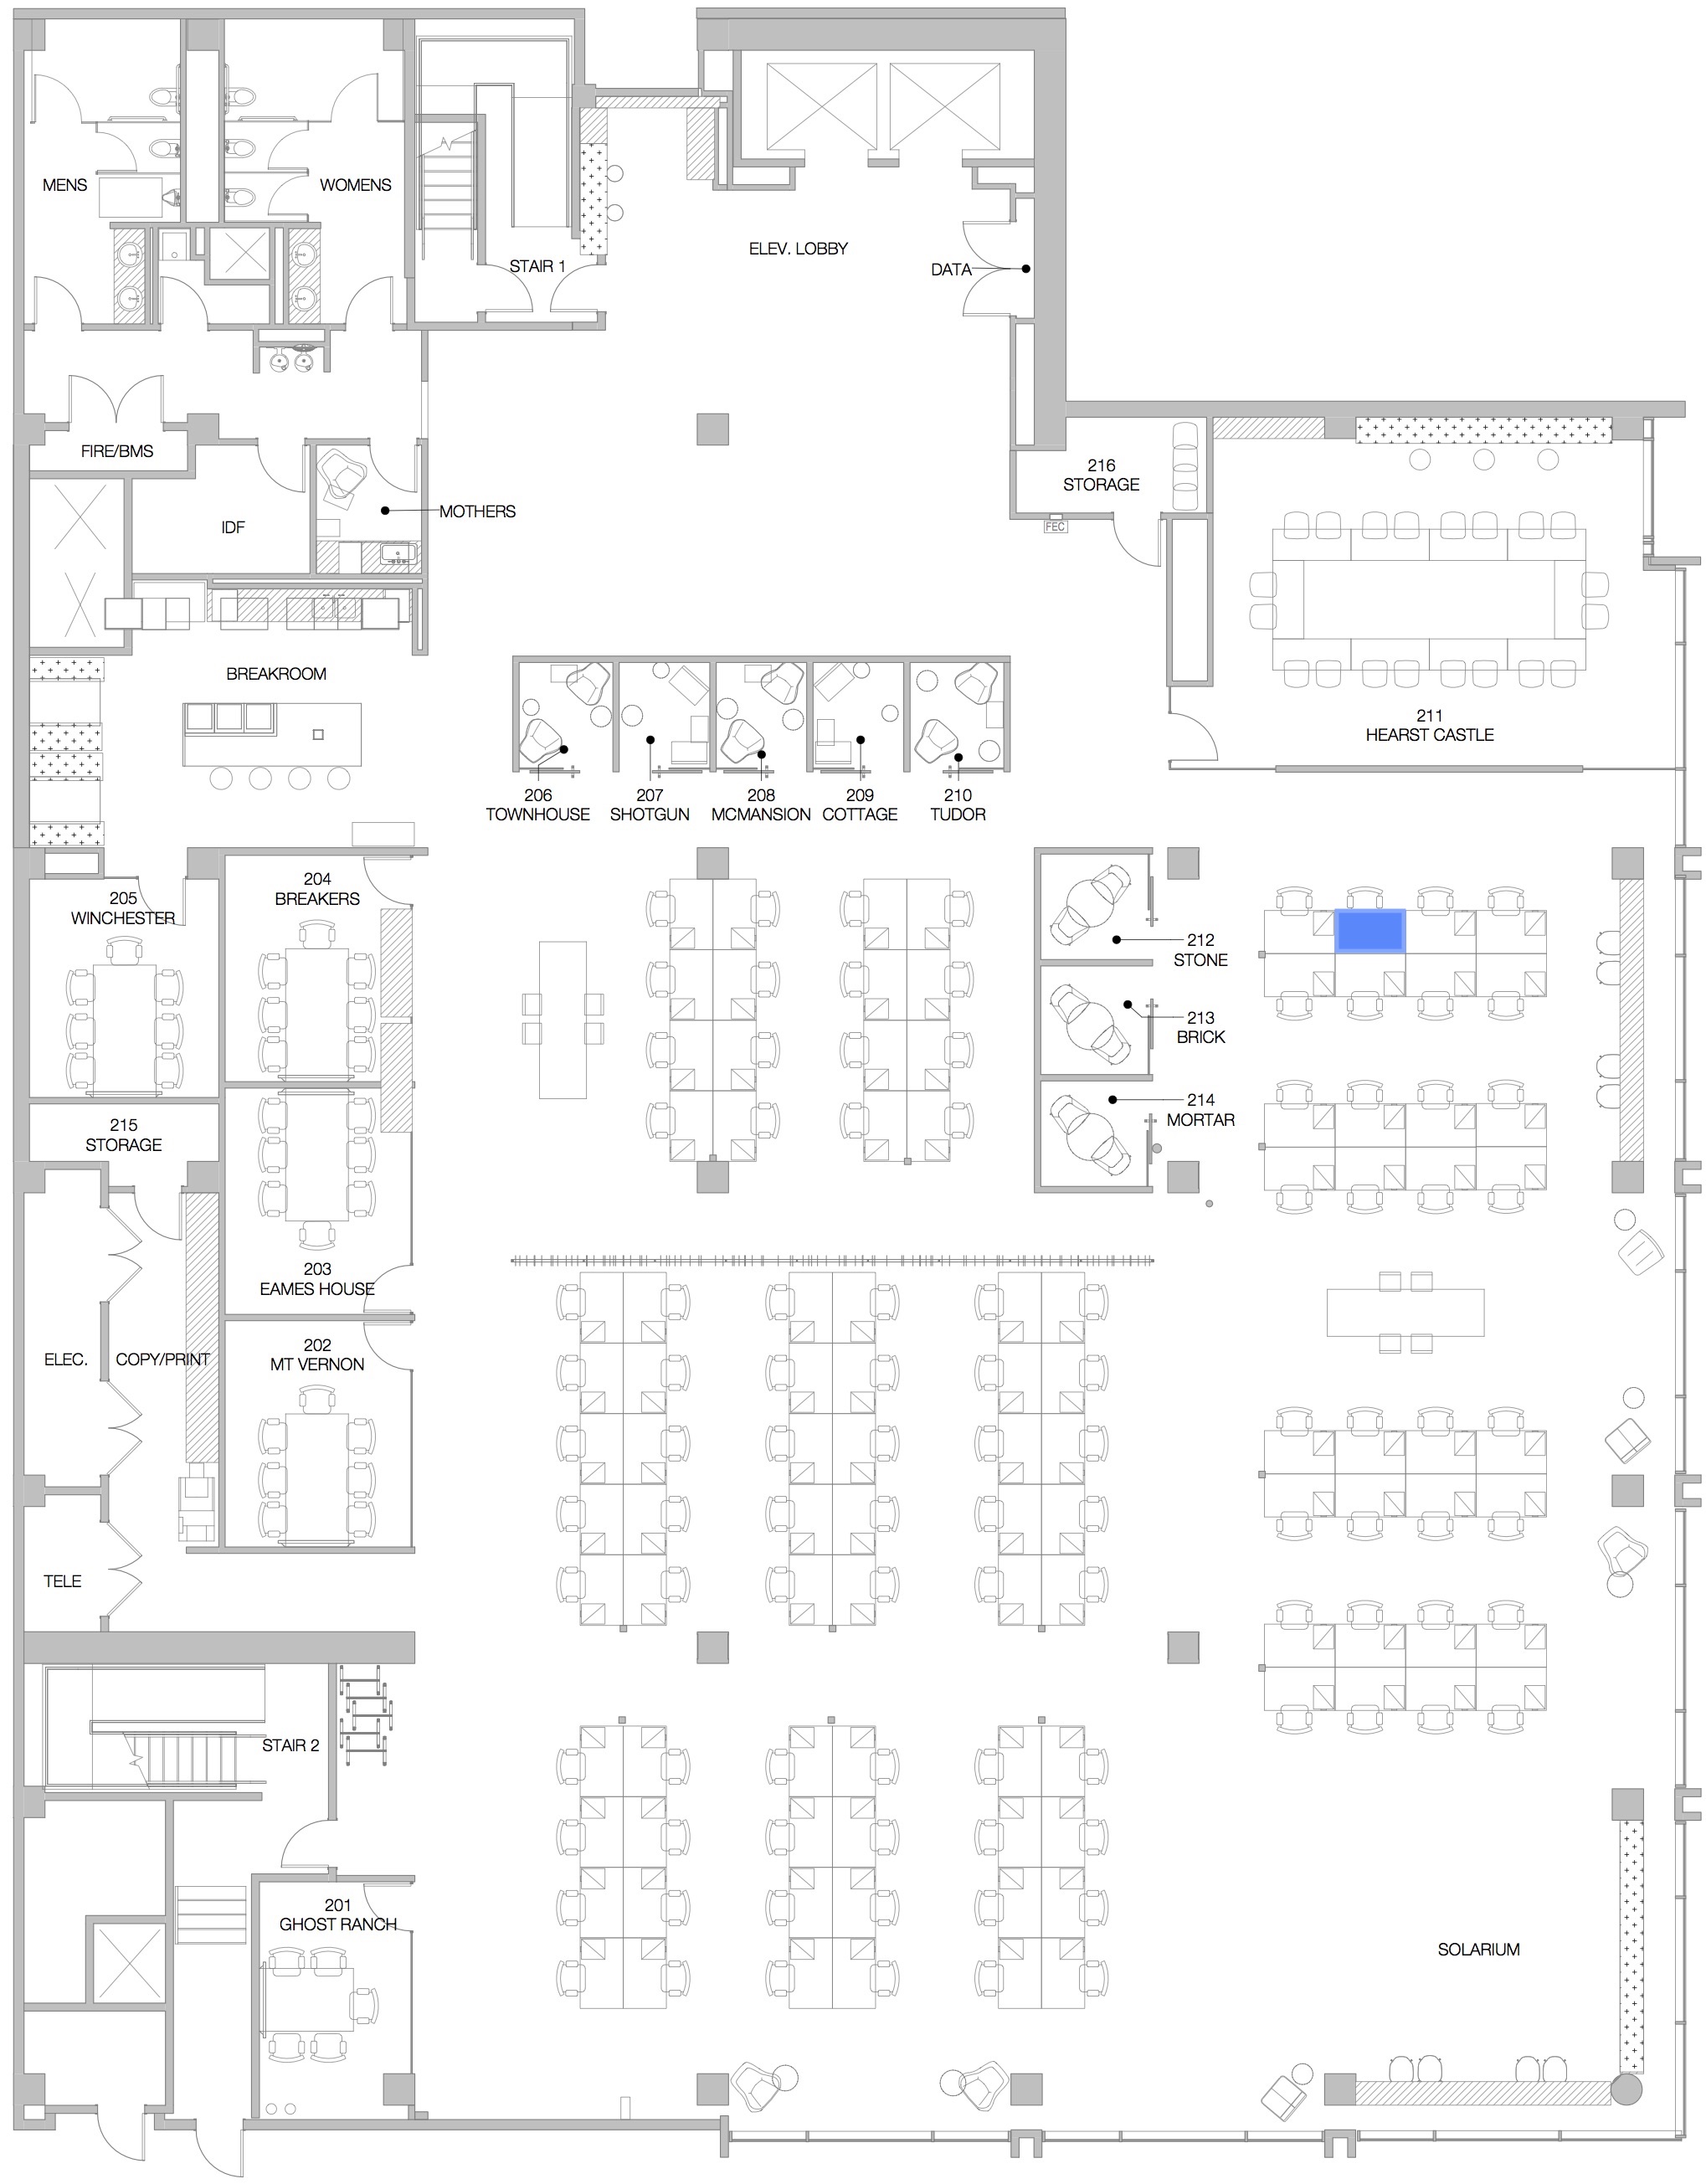 MENS
WOMENS
STAIR 1
ELEV. LOBBY
DATA
FIRE/BMS
IDF
MOTHERS
216
STORAGE
FEC
BREAKROOM
211
HEARST CASTLE
206
TOWNHOUSE
207
SHOTGUN
208
MCMANSION
209
COTTAGE
210
TUDOR
205
WINCHESTER
204
BREAKERS
212
STONE
213
BRICK
214
MORTAR
215
STORAGE
203
EAMES HOUSE
202
MT VERNON
ELEC.
COPY/PRINT
TELE
STAIR 2
201
GHOST RANCH
SOLARIUM